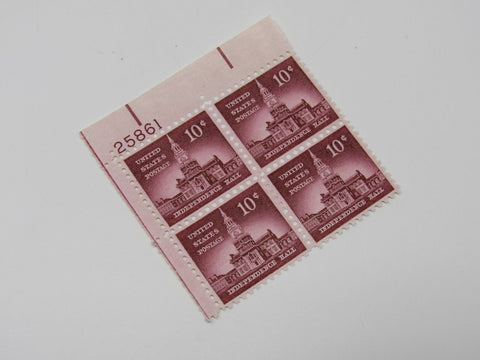 25861
10¢
UNITED
STATES
POSTAGE
INDEPENDENCE HALL
10¢
UNITED
STATES
POSTAGE
INDEPENDENCE HALL
10¢
UNITED
STATES
POSTAGE
INDEPENDENCE HALL
10¢
UNITED
STATES
POSTAGE
INDEPENDENCE HALL